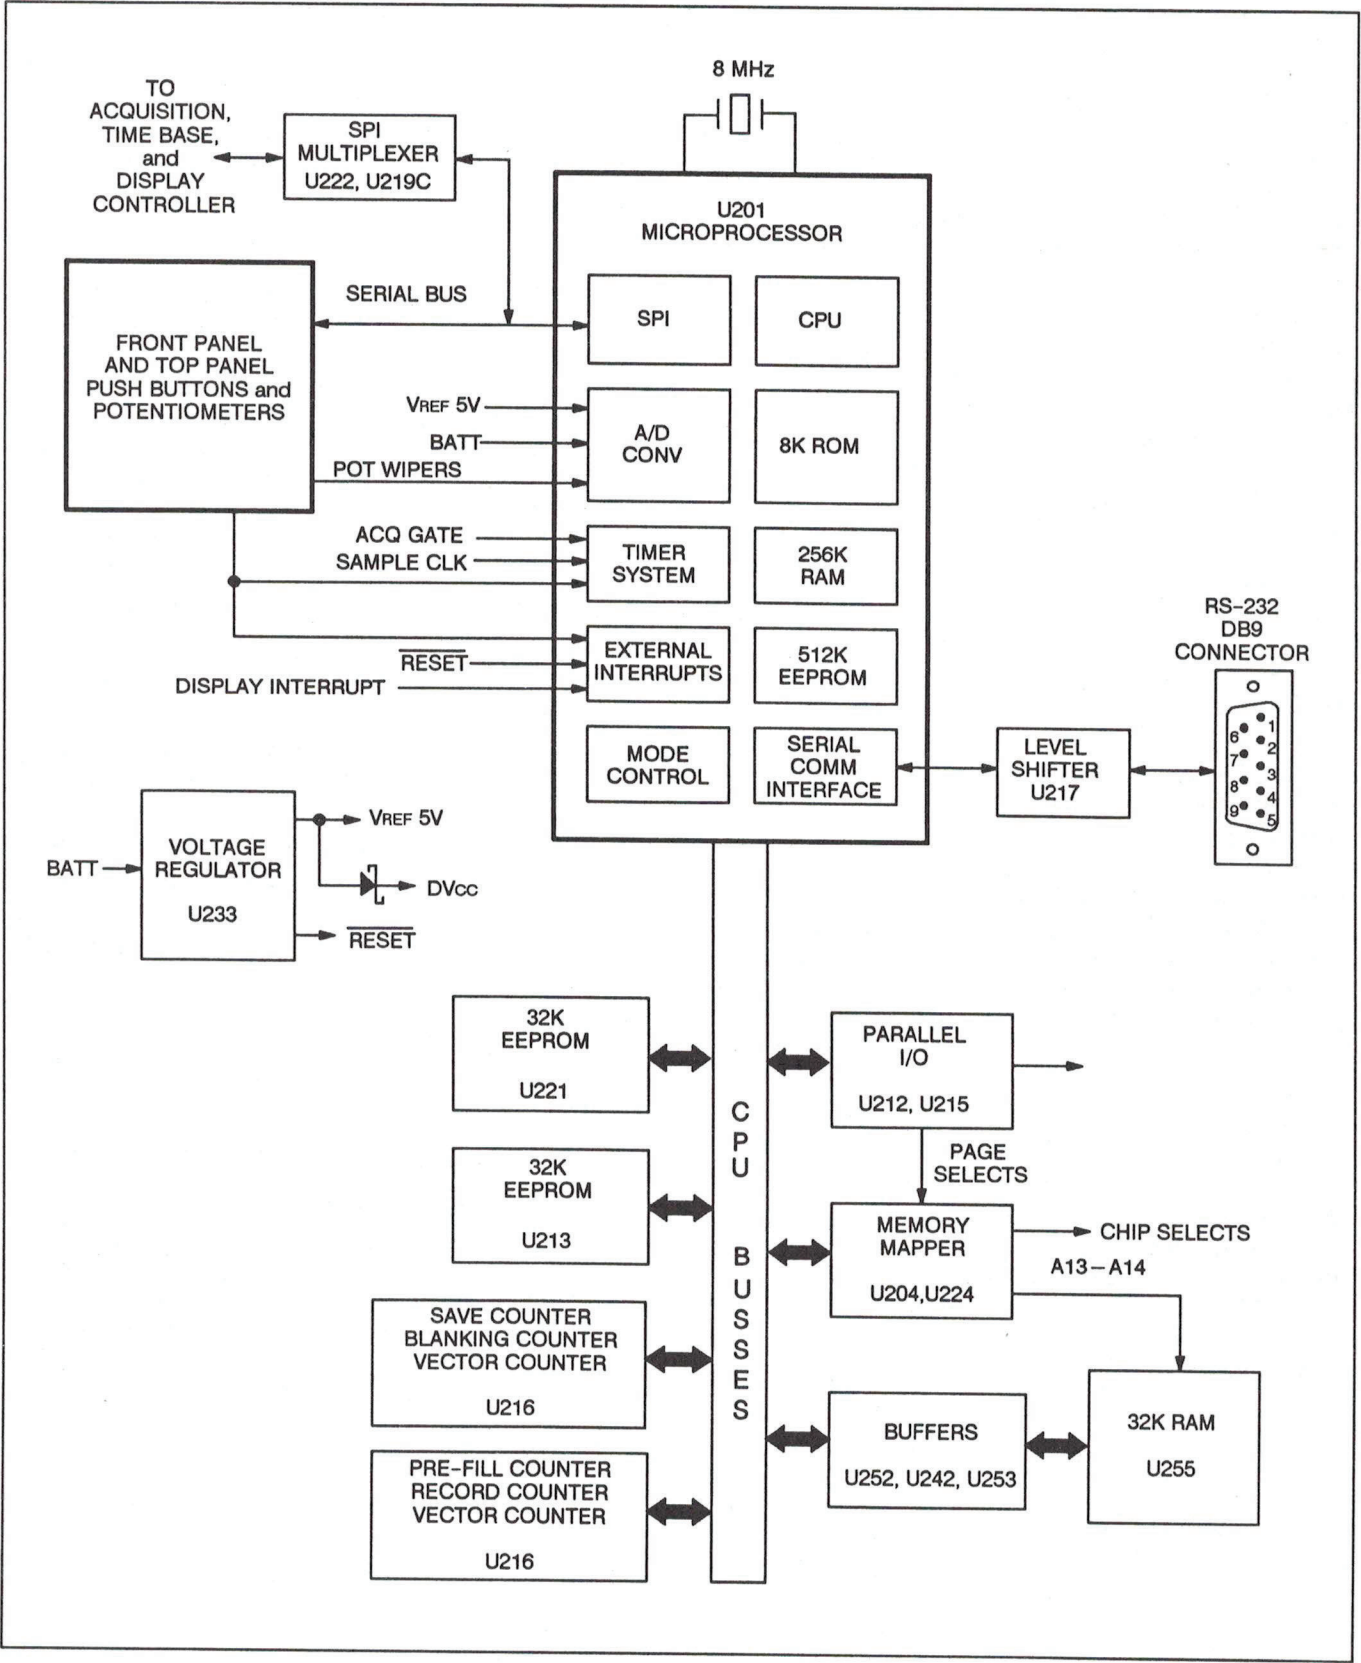 8 MHz
TO
ACQUISITION,
TIME BASE,
and
DISPLAY
CONTROLLER
SPI
MULTIPLEXER
U222, U219C
U201
MICROPROCESSOR
SERIAL BUS
SPI
CPU
FRONT PANEL
AND TOP PANEL
PUSH BUTTONS and
POTENTIOMETERS
VREF 5V
BATT
POT WIPERS
A/D
CONV
8K ROM
ACQ GATE
SAMPLE CLK
TIMER
SYSTEM
256K
RAM
RESET
DISPLAY INTERRUPT
EXTERNAL
INTERRUPTS
512K
EEPROM
MODE
CONTROL
SERIAL
COMM
INTERFACE
LEVEL
SHIFTER
U217
RS-232
DB9
CONNECTOR
1
6
2
7
3
8
4
9
5
BATT
VOLTAGE
REGULATOR
U233
VREF 5V
DVCC
RESET
32K
EEPROM
U221
32K
EEPROM
U213
SAVE COUNTER
BLANKING COUNTER
VECTOR COUNTER
U216
PRE-FILL COUNTER
RECORD COUNTER
VECTOR COUNTER
U216
CPU BUSSES
PARALLEL
I/O
U212, U215
PAGE
SELECTS
MEMORY
MAPPER
U204,U224
CHIP SELECTS
A13-A14
BUFFERS
U252, U242, U253
32K RAM
U255